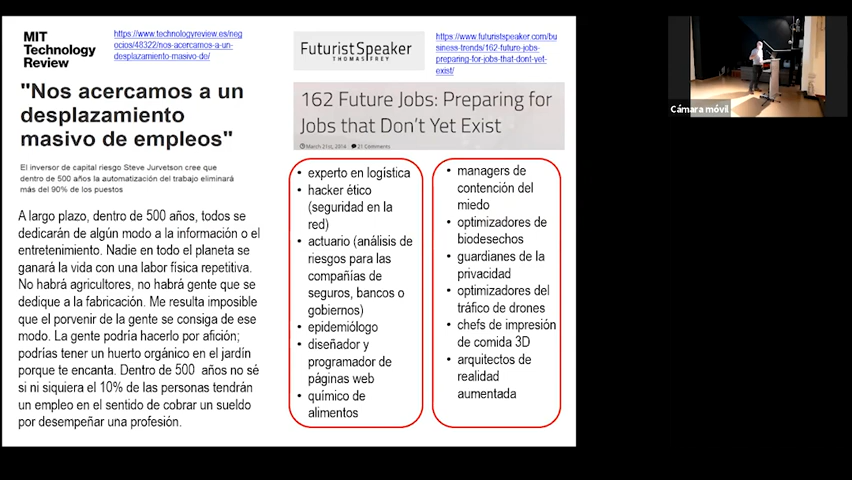 MIT
Technology
Review
https://www.technologyreview.es/neg
ocios/48322/nos-acercamos-a-un-
desplazamiento-masivo-de/
"Nos acercamos a un
desplazamiento
masivo de empleos"
El inversor de capital riesgo Steve Jurvetson cree que
dentro de 500 años la automatización del trabajo eliminará
más del 90% de los puestos
A largo plazo, dentro de 500 años, todos se
dedicarán de algún modo a la información o el
entretenimiento. Nadie en todo el planeta se
ganará la vida con una labor física repetitiva.
No habrá agricultores, no habrá gente que se
dedique a la fabricación. Me resulta imposible
que el porvenir de la gente se consiga de ese
modo. La gente podría hacerlo por afición;
podrías tener un huerto orgánico en el jardín
porque te encanta. Dentro de 500 años no sé
si ni siquiera el 10% de las personas tendrán
un empleo en el sentido de cobrar un sueldo
por desempeñar una profesión.
FuturistSpeaker
THOMAS FREY
https://www.futuristspeaker.com/bu
siness-trends/162-future-jobs-
preparing-for-jobs-that-dont-yet-
exist/
162 Future Jobs: Preparing for
Jobs that Don't Yet Exist
March 21st, 2014 21 Comments
• experto en logística
• hacker ético
(seguridad en la
red)
• actuario (análisis de
riesgos para las
compañías de
seguros, bancos o
gobiernos)
• epidemiólogo
• diseñador y
programador de
páginas web
• químico de
alimentos
• managers de
contención del
miedo
• optimizadores de
biodesechos
• guardianes de la
privacidad
• optimizadores del
tráfico de drones
• chefs de impresión
de comida 3D
• arquitectos de
realidad
aumentada
Cámara móvil